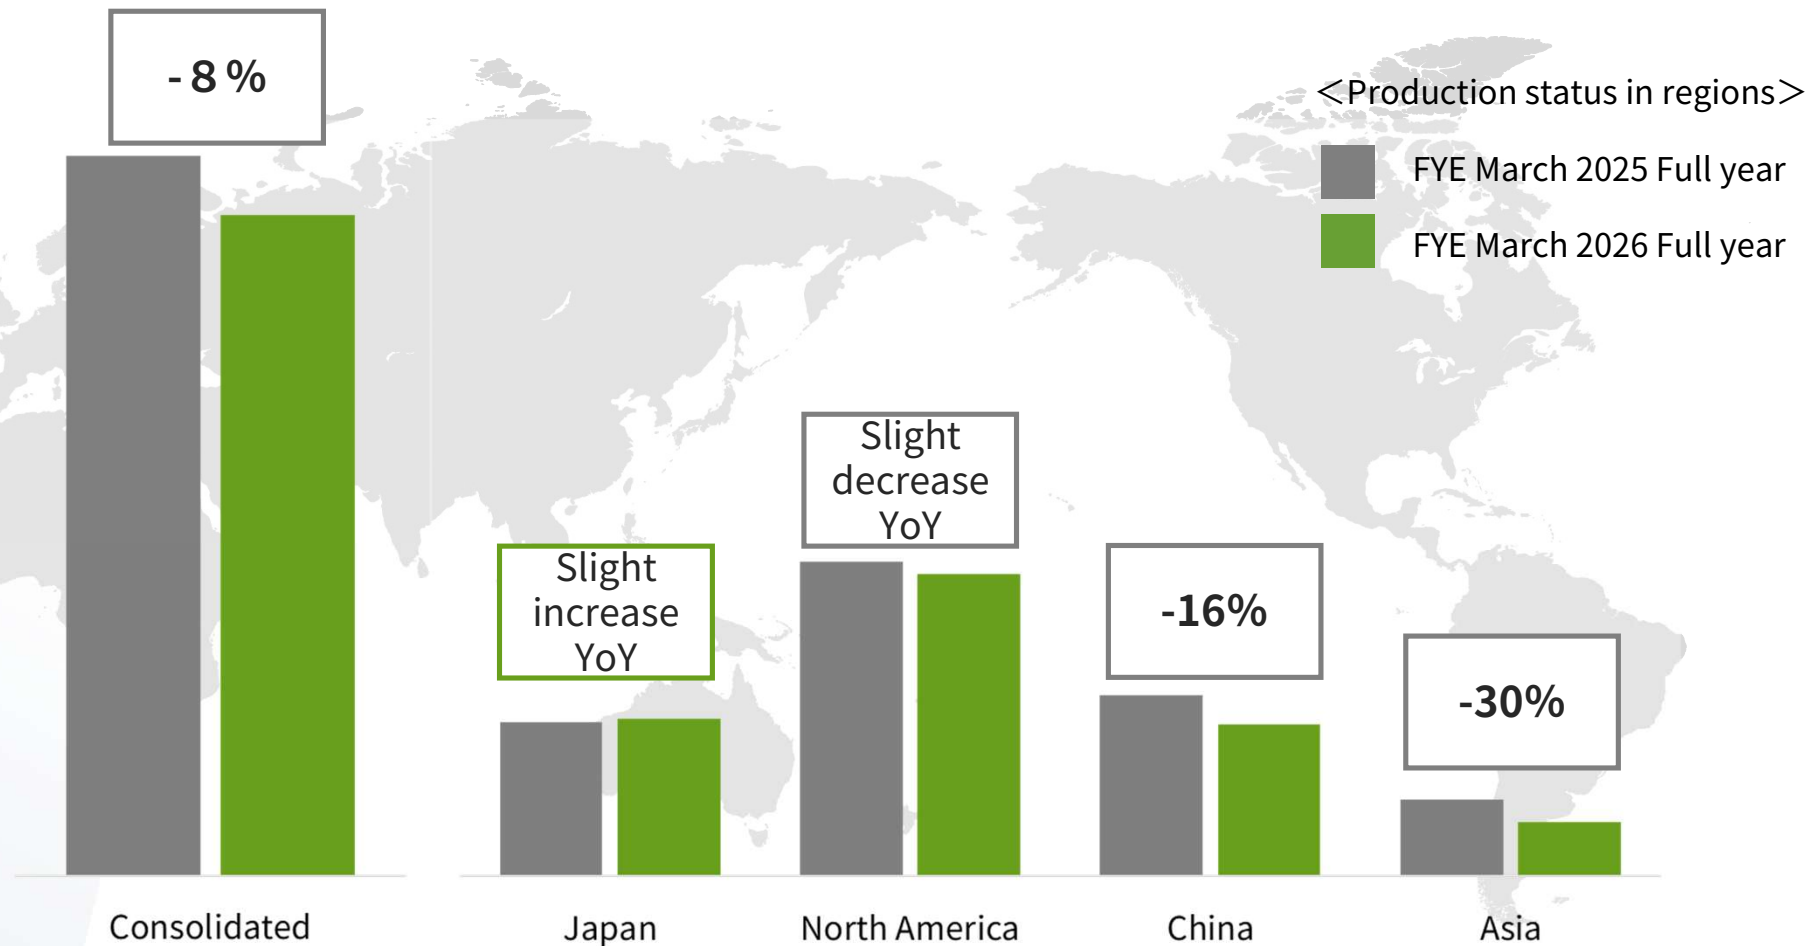 -8%
＜Production status in regions＞
FYE March 2025 Full year
FYE March 2026 Full year
Slight
decrease
YoY
Slight
increase
YoY
-16%
-30%
Consolidated
Japan
North America
China
Asia